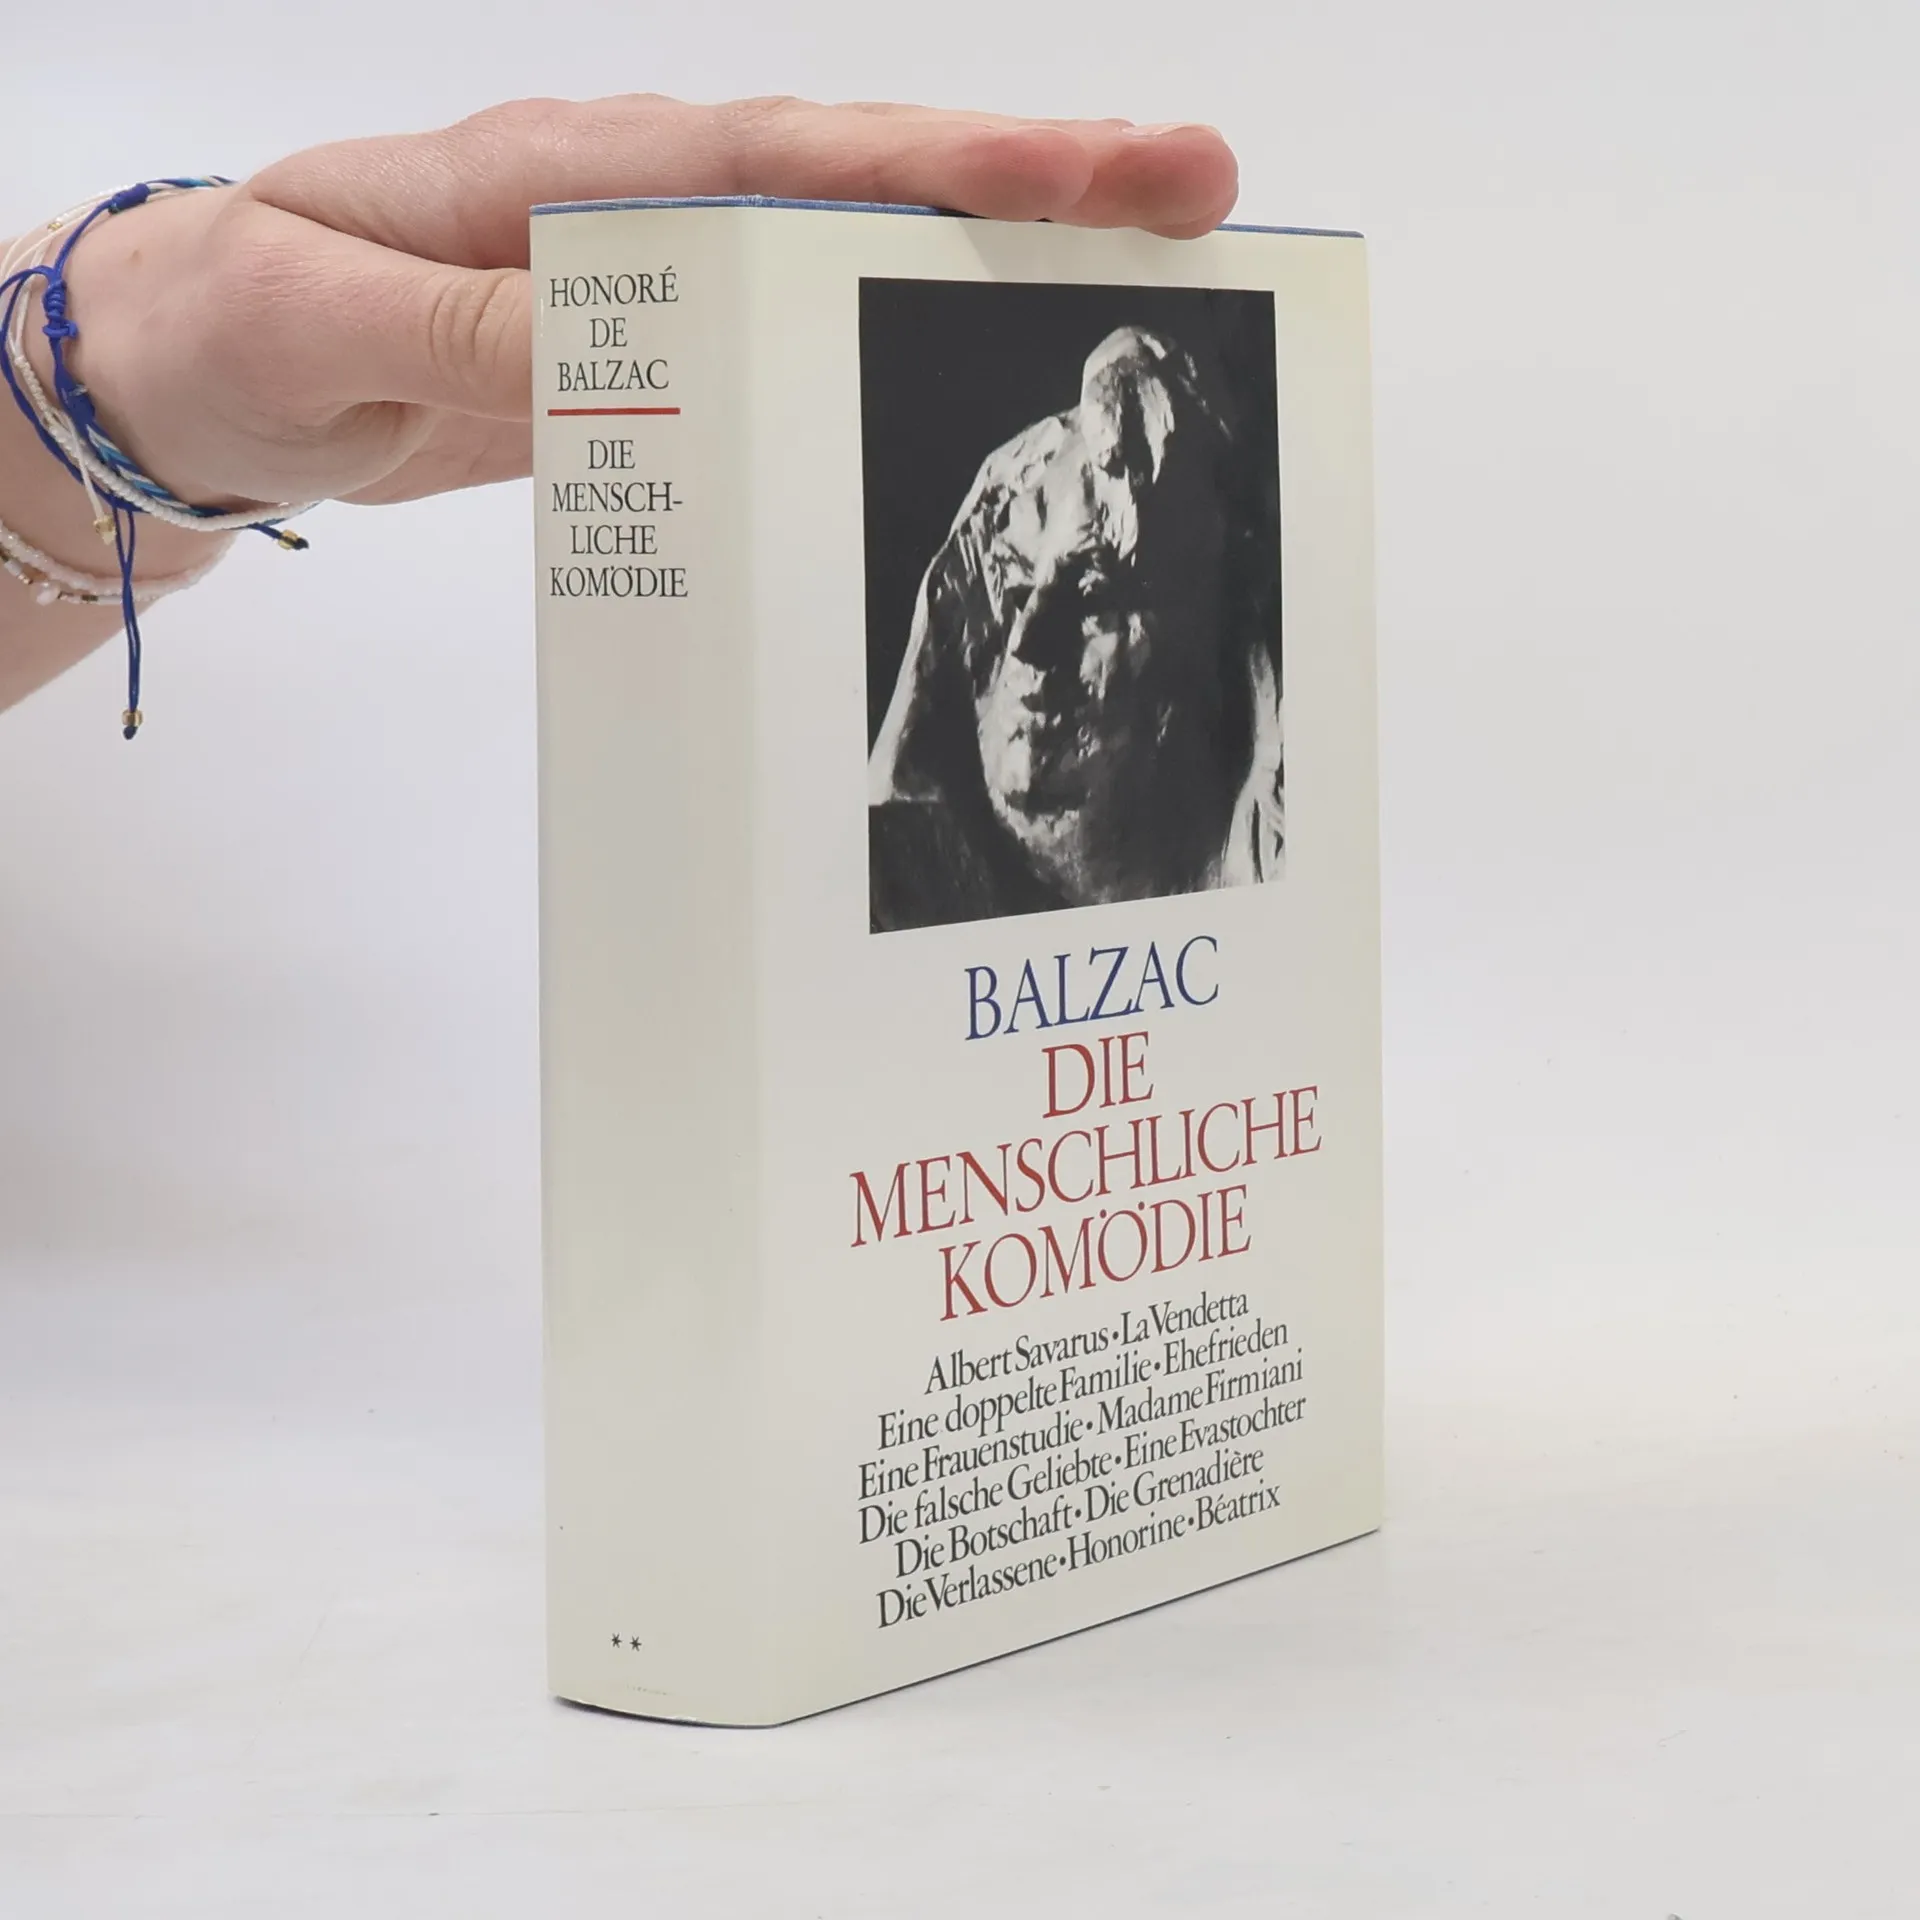 HONORÉ
DE
BALZAC
DIE
MENSCH-
LICHE
KOMÖDIE
**
BALZAC
DIE
MENSCHLICHE
KOMÖDIE
Albert Savarus•La Vendetta
Eine doppelte Familie•Ehefrieden
Eine Frauenstudie•Madame Firmiani
Die falsche Geliebte•Eine Evastochter
Die Botschaft•Die Grenadière
Die Verlassene•Honorine•Béatrix